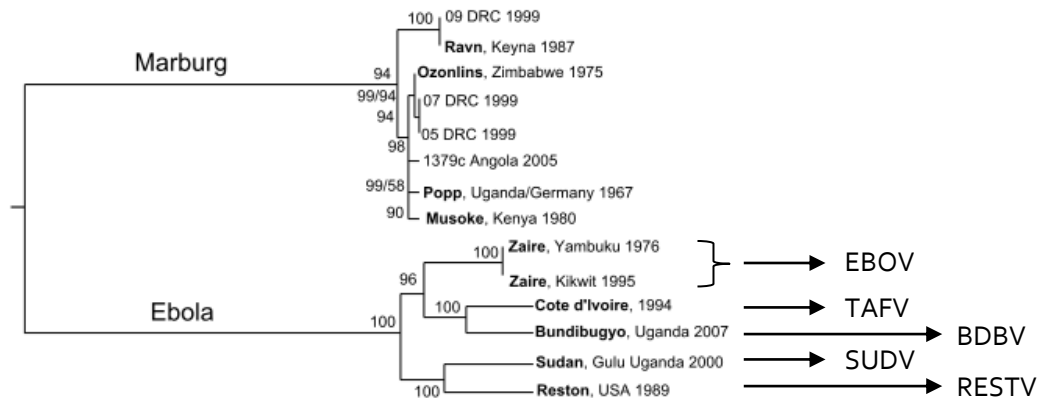 100
09 DRC 1999
Ravn, Keyna 1987
Marburg
94
Ozonlins, Zimbabwe 1975
99/94
07 DRC 1999
94
05 DRC 1999
98
1379c Angola 2005
99/58
Popp, Uganda/Germany 1967
90
Musoke, Kenya 1980
100
Zaire, Yambuku 1976
EBOV
96
Zaire, Kikwit 1995
Ebola
100
Cote d'Ivoire, 1994
TAFV
100
Bundibugyo, Uganda 2007
BDBV
Sudan, Gulu Uganda 2000
SUDV
100
Reston, USA 1989
RESTV